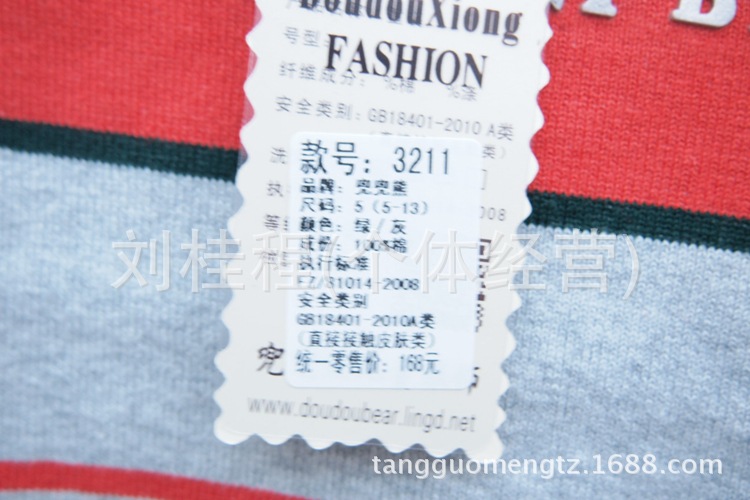 DoudouXiong
FASHION
号型
纤维成分： %棉 %涤
安全类别：GB18401-2010 A类
款号：3211
品牌：兜兜熊
尺码：5（5-13）
颜色：绿/灰
成份：100%棉
执行标准
FZ/81014-2008
安全类别
GB18401-2010A类
(直接接触皮肤类)
统一零售价：168元
兜
www.doudoubear.lingd.net
刘桂程(个体经营)
tangguomengtz.1688.com